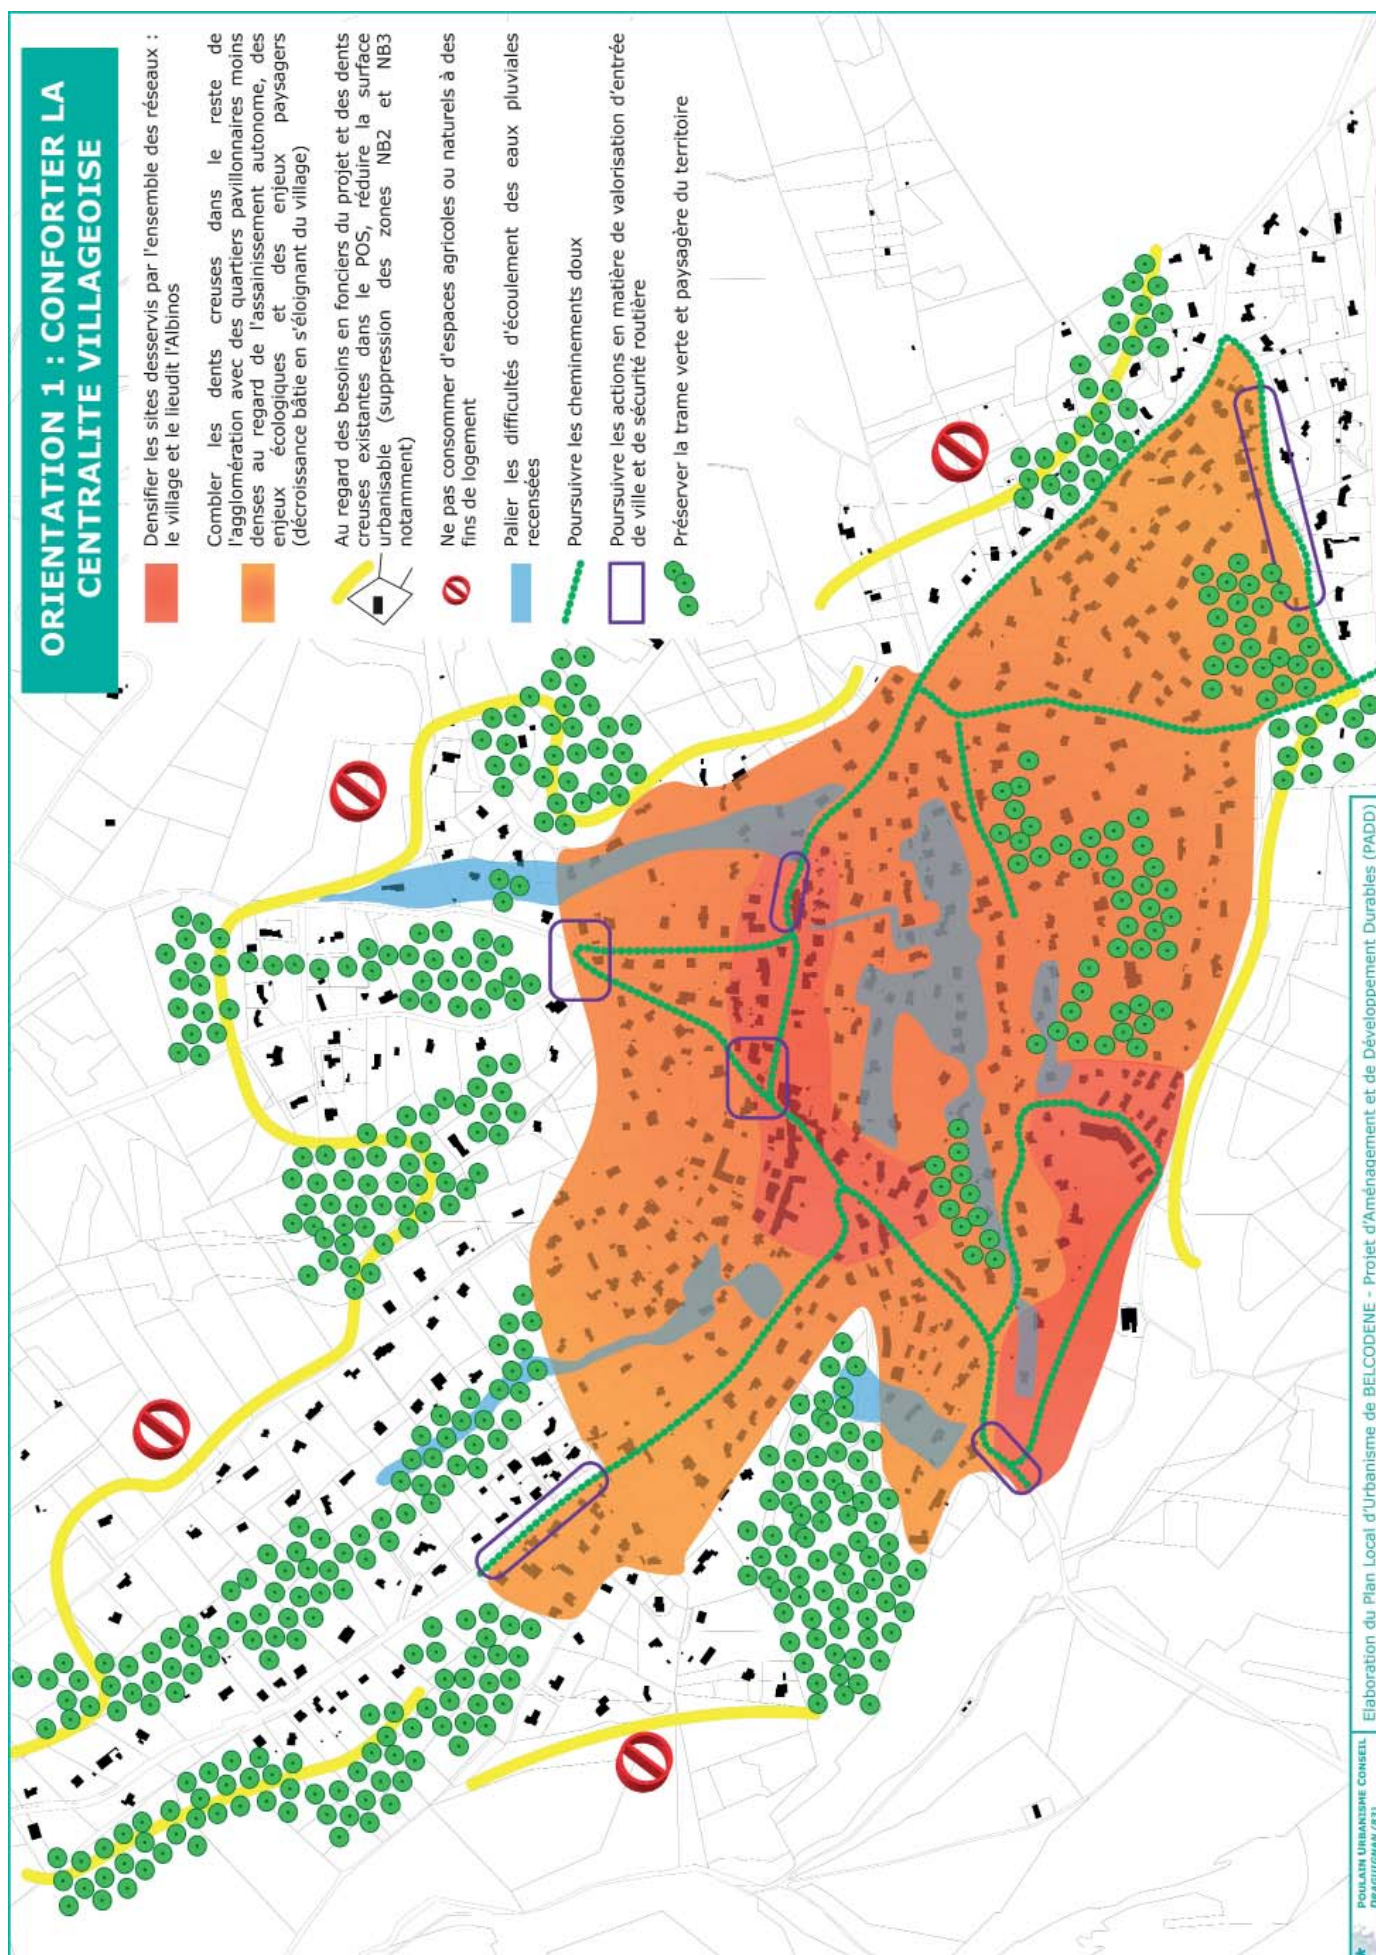 ORIENTATION 1 : CONFORTER LA
CENTRALITE VILLAGEOISE
Densifier les sites desservis par l'ensemble des réseaux :
le village et le lieudit l'Albinos
Combler les dents creuses dans le reste de
l'agglomération avec des quartiers pavillonnaires moins
denses au regard de l'assainissement autonome, des
enjeux écologiques et des enjeux paysagers
(décroissance bâtie en s'éloignant du village)
Au regard des besoins en fonciers du projet et des dents
creuses existantes dans le POS, réduire la surface
urbanisable (suppression des zones NB2 et NB3
notamment)
Ne pas consommer d'espaces agricoles ou naturels à des
fins de logement
Palier les difficultés d'écoulement des eaux pluviales
recensées
Poursuivre les cheminements doux
Poursuivre les actions en matière de valorisation d'entrée
de ville et de sécurité routière
Préserver la trame verte et paysagère du territoire
POULAIN URBANISME CONSEIL
DRAGUIGNAN (83)
Elaboration du Plan Local d'Urbanisme de BELCODENE - Projet d'Aménagement et de Développement Durables (PADD)